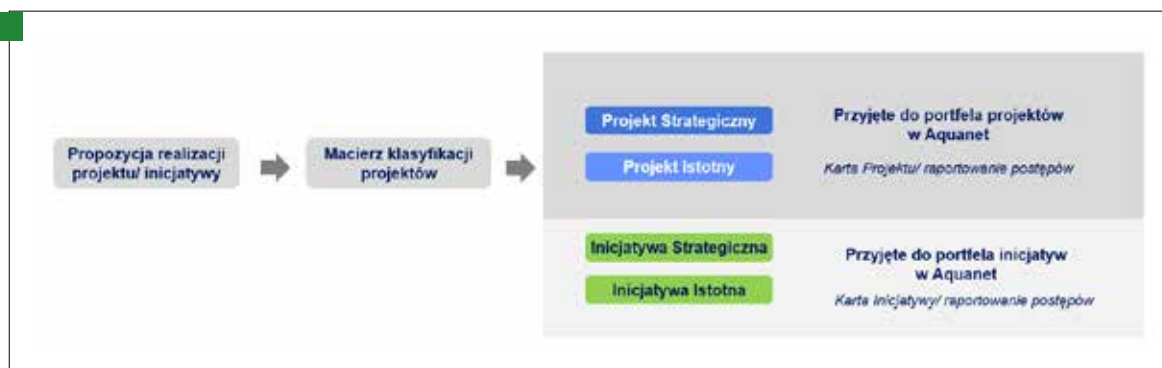 Propozycja realizacji
projektu/ inicjatywy
Macierz klasyfikacji
projektów
Projekt Strategiczny
Projekt Istotny
Przyjęte do portfela projektów
w Aquanet
Karta Projektu/ raportowanie postępów
Inicjatywa Strategiczna
Inicjatywa Istotna
Przyjęte do portfela inicjatyw
w Aquanet
Karta Inicjatywy/ raportowanie postępów